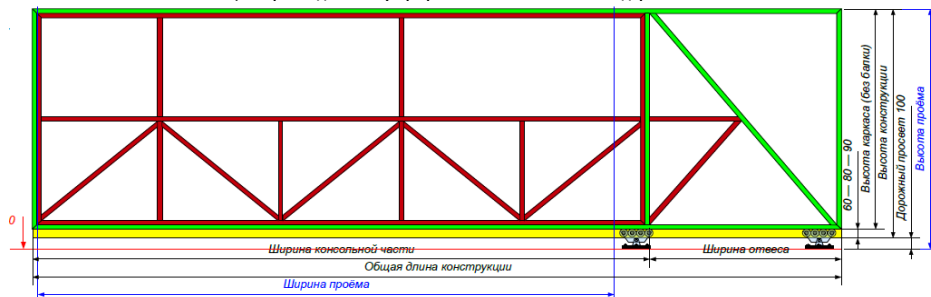 0
60 — 80 — 90
Высота каркаса (без балки)
Высота конструкции
Дорожный просвет 100
Высота проёма
Ширина консольной части
Ширина отвеса
Общая длина конструкции
Ширина проёма